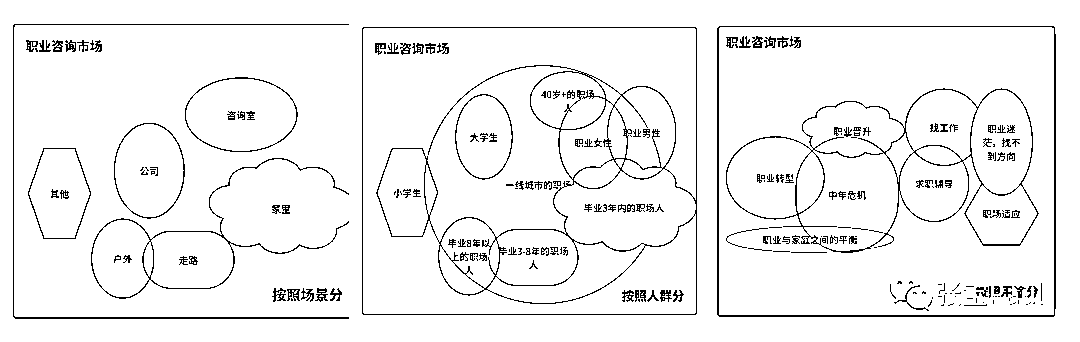 职业咨询市场
咨询室
公司
其他
家里
户外
走路
按照场景分
职业咨询市场
40岁+的职场
人
大学生
职业男性
职业女性
小学生
一线城市的职场
毕业3年内的职场人
毕业8年以
上的职场
人
毕业3-8年的职场
人
按照人群分
职业咨询市场
职业晋升
找工作
职业迷
茫，找不
到方向
职业转型
中年危机
求职辅导
职场适应
职业与家庭之间的平衡